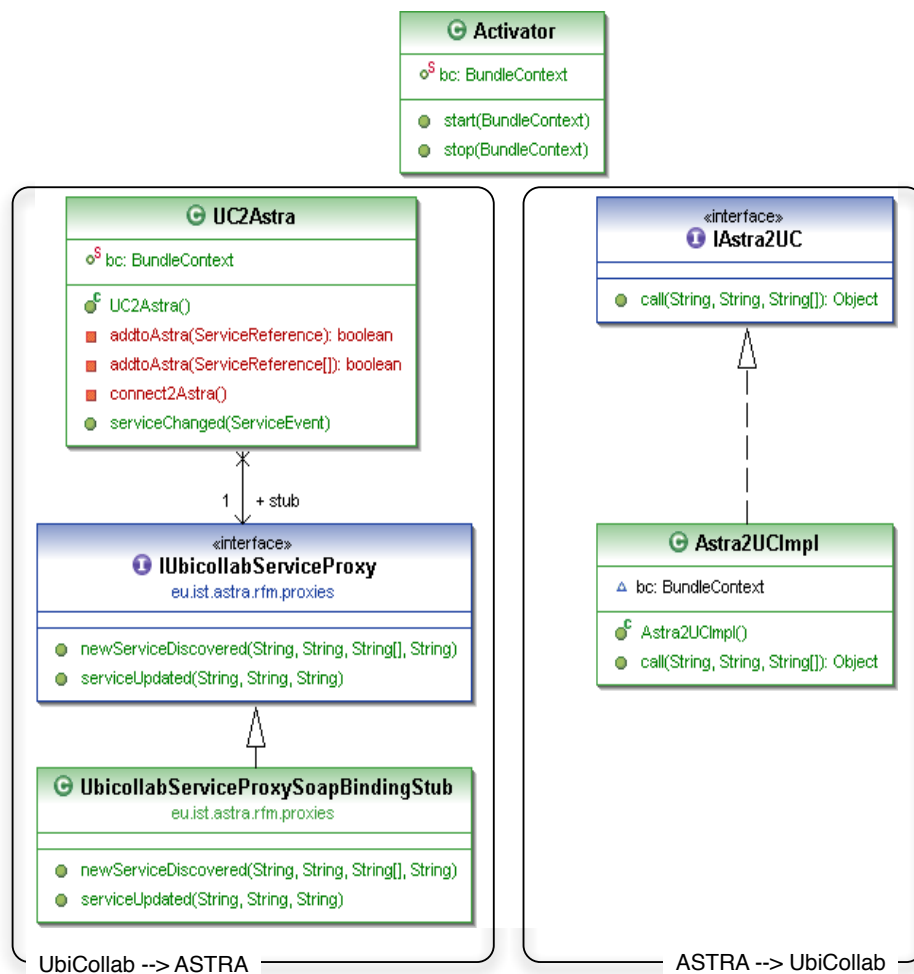 Activator
bc: BundleContext
start(BundleContext)
stop(BundleContext)
UC2Astra
bc: BundleContext
UC2Astra()
addtoAstra(ServiceReference): boolean
addtoAstra(ServiceReference[]): boolean
connect2Astra()
serviceChanged(ServiceEvent)
1 + stub
«interface»
IUbicollabServiceProxy
eu.ist.astra.rfm.proxies
newServiceDiscovered(String, String, String[], String)
serviceUpdated(String, String, String)
UbicollabServiceProxySoapBindingStub
eu.ist.astra.rfm.proxies
newServiceDiscovered(String, String, String[], String)
serviceUpdated(String, String, String)
UbiCollab --> ASTRA
«interface»
IAstra2UC
call(String, String, String[]): Object
Astra2UCImpl
bc: BundleContext
Astra2UCImpl()
call(String, String, String[]): Object
ASTRA --> UbiCollab